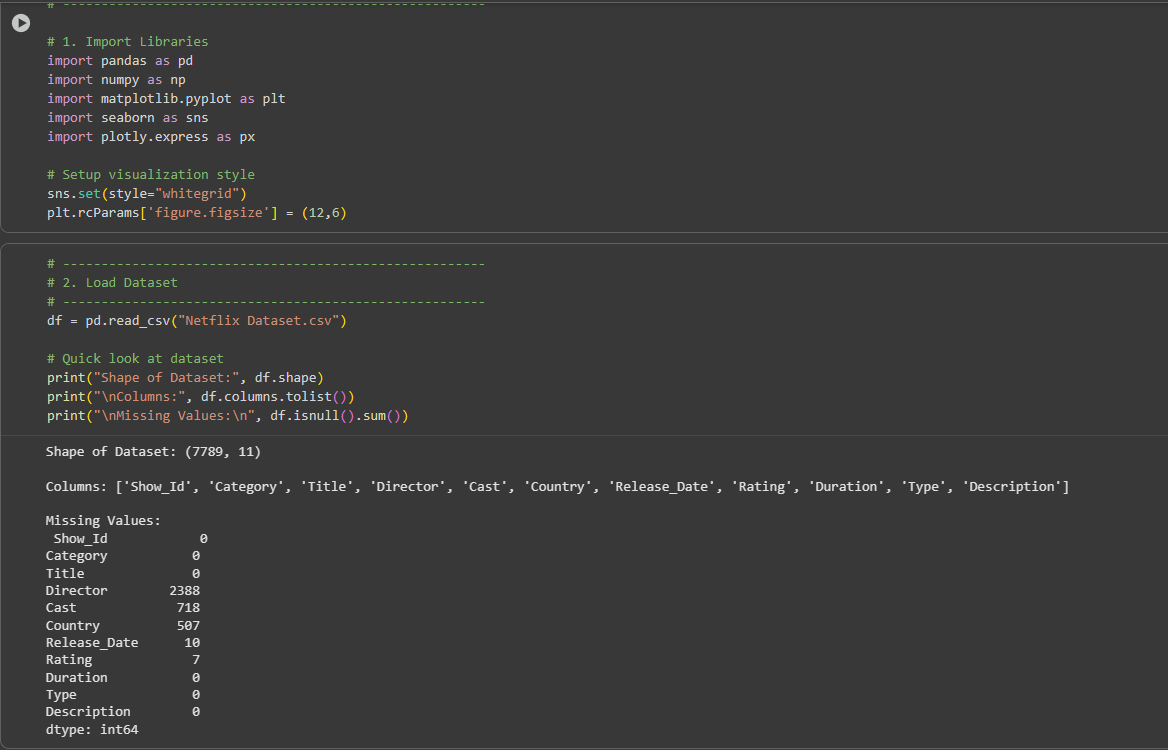 # -------------------------------------------------------
# 1. Import Libraries
import pandas as pd
import numpy as np
import matplotlib.pyplot as plt
import seaborn as sns
import plotly.express as px
# Setup visualization style
sns.set(style="whitegrid")
plt.rcParams['figure.figsize'] = (12,6)
# -------------------------------------------------------
# 2. Load Dataset
# -------------------------------------------------------
df = pd.read_csv("Netflix Dataset.csv")
# Quick look at dataset
print("Shape of Dataset:", df.shape)
print("\nColumns:", df.columns.tolist())
print("\nMissing Values:\n", df.isnull().sum())
Shape of Dataset: (7789, 11)
Columns: ['Show_Id', 'Category', 'Title', 'Director', 'Cast', 'Country', 'Release_Date', 'Rating', 'Duration', 'Type', 'Description']
Missing Values:
Show_Id            0
Category           0
Title              0
Director        2388
Cast             718
Country          507
Release_Date      10
Rating             7
Duration           0
Type               0
Description        0
dtype: int64